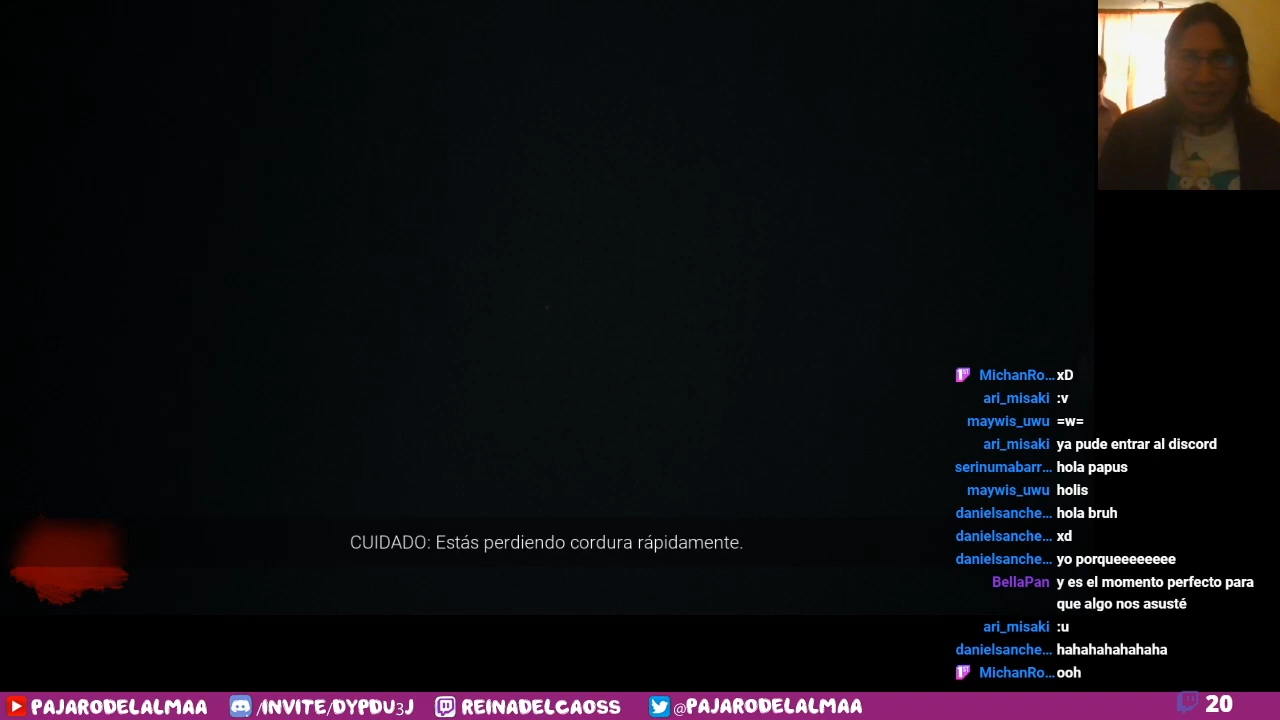 MichanRo... xD
ari_misaki :v
maywis_uwu =w=
ari_misaki ya pude entrar al discord
serinumabarr... hola papus
maywis_uwu holis
danielsanche... hola bruh
danielsanche... xd
danielsanche... yo porqueeeeeeee
BellaPan y es el momento perfecto para
que algo nos asusté
ari_misaki :u
danielsanche... hahahahahahaha
MichanRo... ooh
CUIDADO: Estás perdiendo cordura rápidamente.
PAJARODELALMAA /INVITE/DYPDU3J REINADELCAOSS @PAJARODELALMAA 20